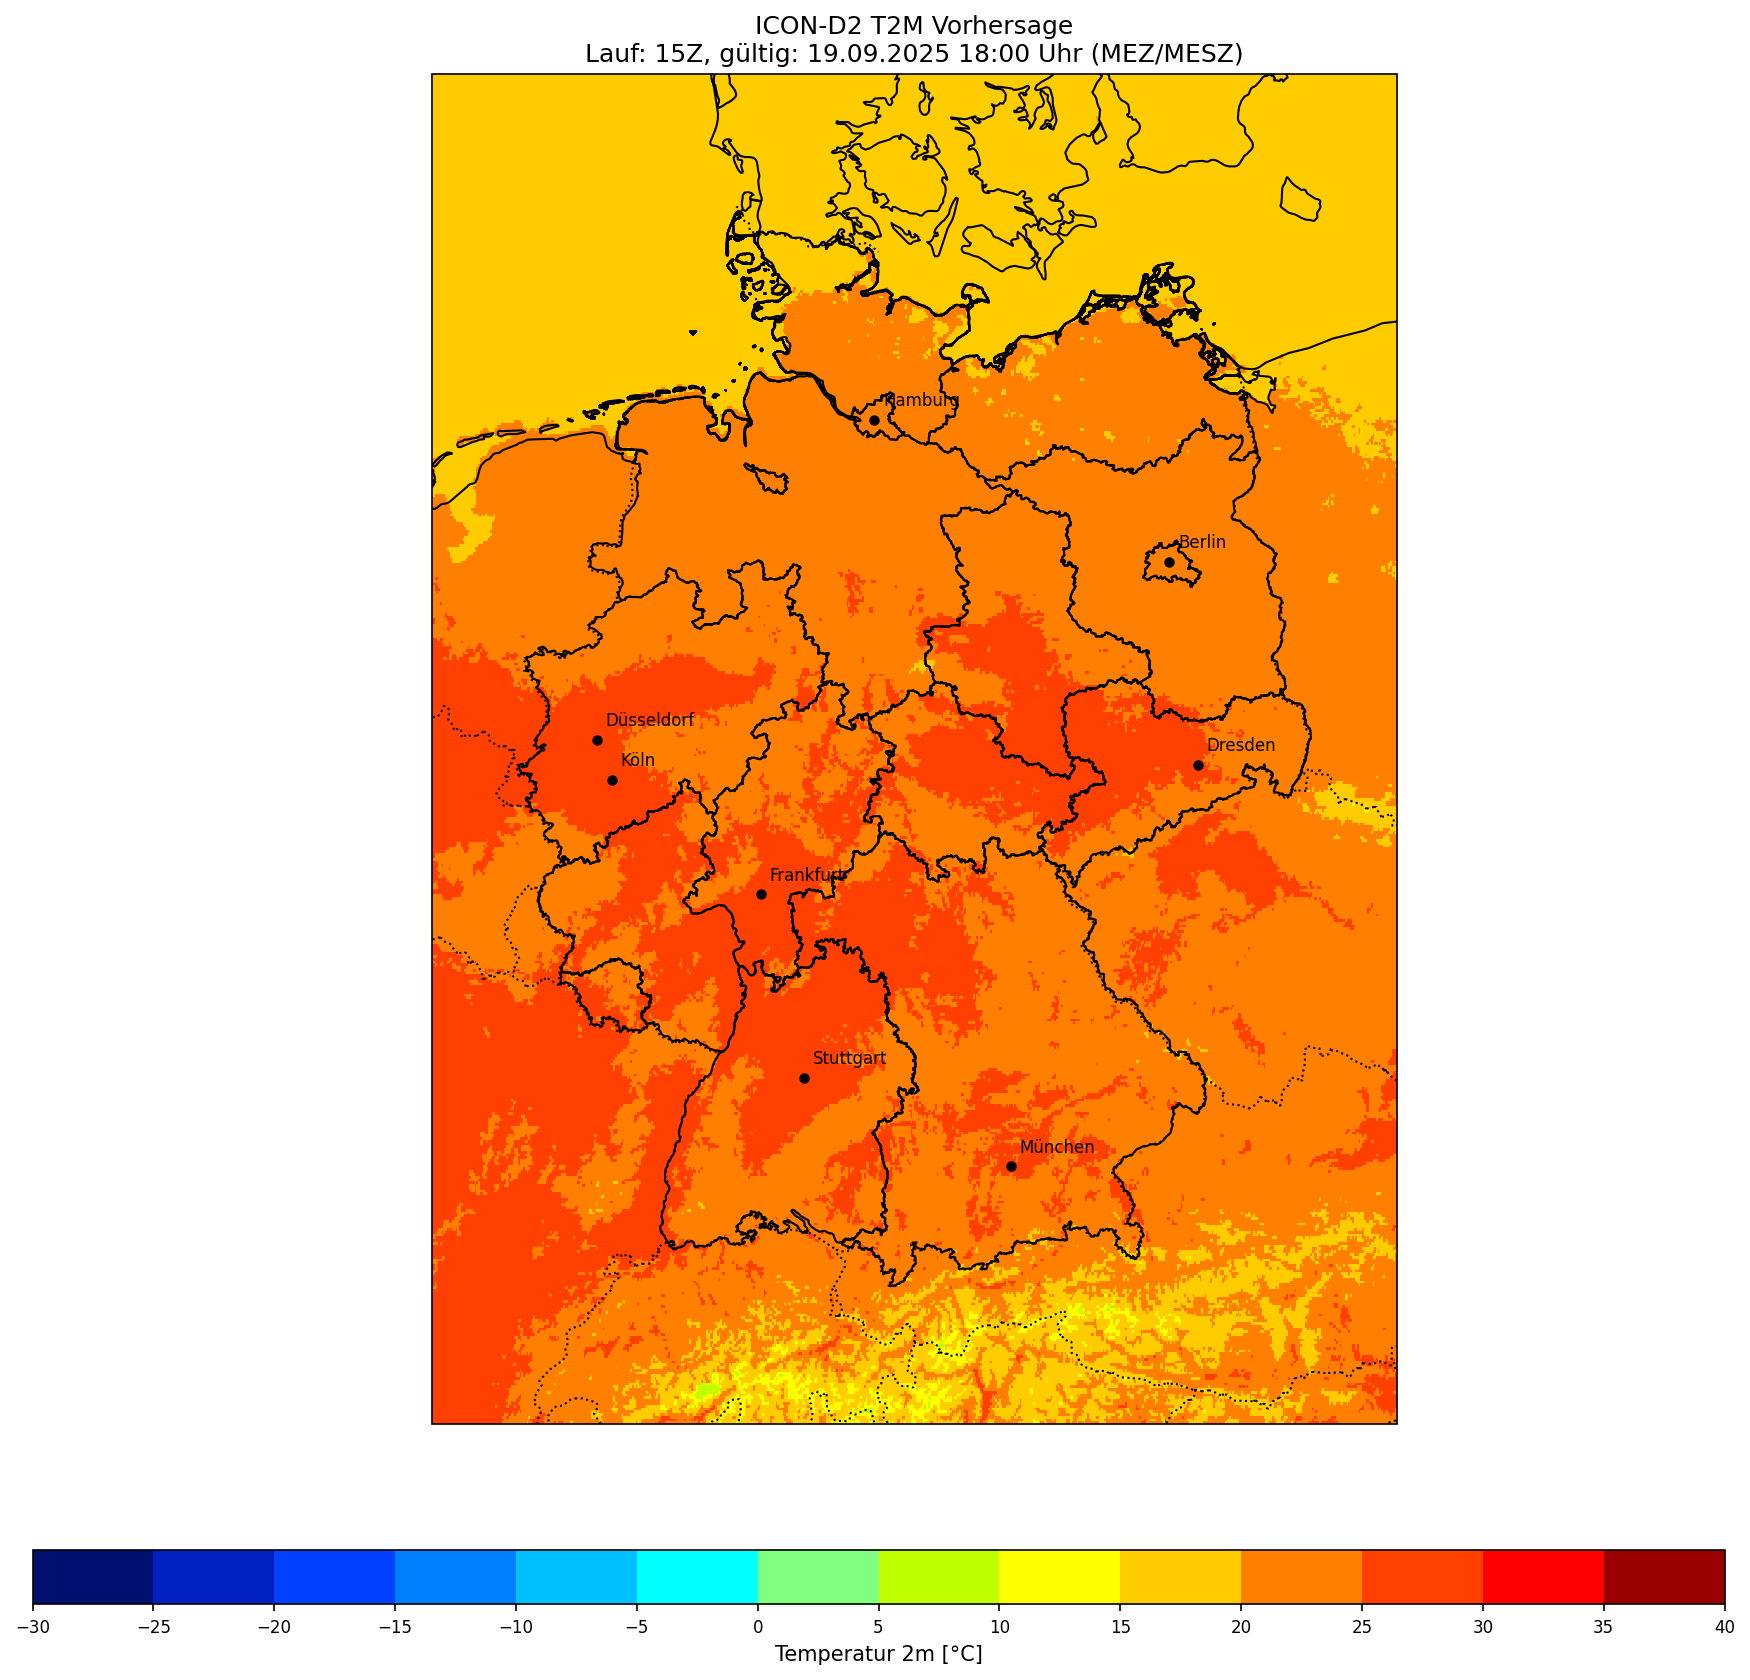 ICON-D2 T2M Vorhersage
Lauf: 15Z, gültig: 19.09.2025 18:00 Uhr (MEZ/MESZ)
Hamburg
Berlin
Düsseldorf
Dresden
Köln
Frankfurt
Stuttgart
München
−30 −25 −20 −15 −10 −5 0 5 10 15 20 25 30 35 40
Temperatur 2m [°C]